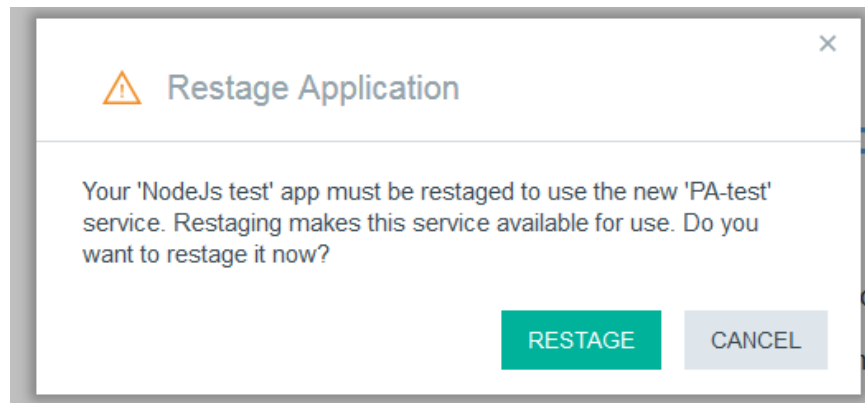 Restage Application
Your 'NodeJs test' app must be restaged to use the new 'PA-test'
service. Restaging makes this service available for use. Do you
want to restage it now?
RESTAGE CANCEL